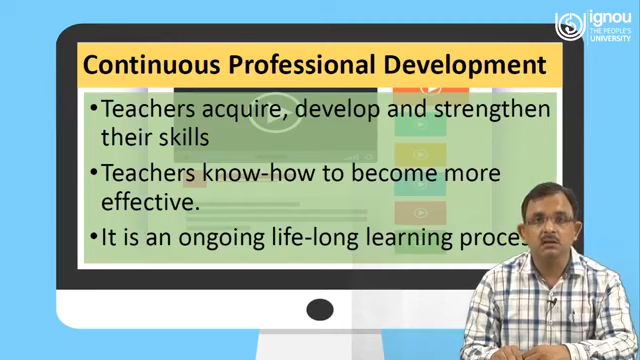 ignou
THE PEOPLE'S
UNIVERSITY
Continuous Professional Development
•Teachers acquire, develop and strengthen
their skills
•Teachers know-how to become more
effective.
•It is an ongoing life-long learning proces